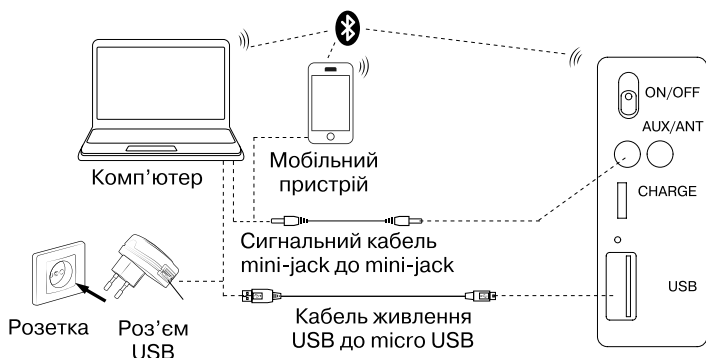 ON/OFF
AUX/ANT
Мобільний
пристрій
Комп'ютер
CHARGE
Сигнальний кабель
mini-jack до mini-jack
USB
Розетка
Роз'єм
USB
Кабель живлення
USB до micro USB